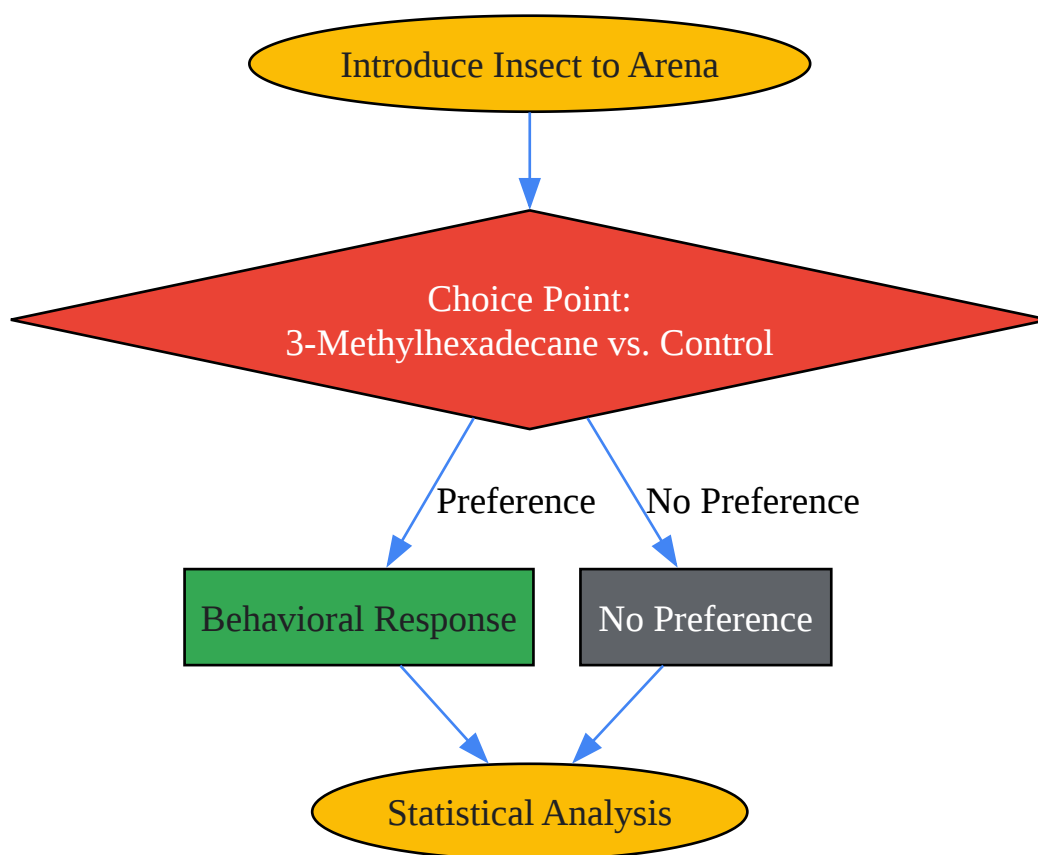 Introduce Insect to Arena
Choice Point:
3-Methylhexadecane vs. Control
Preference
No Preference
Behavioral Response
No Preference
Statistical Analysis